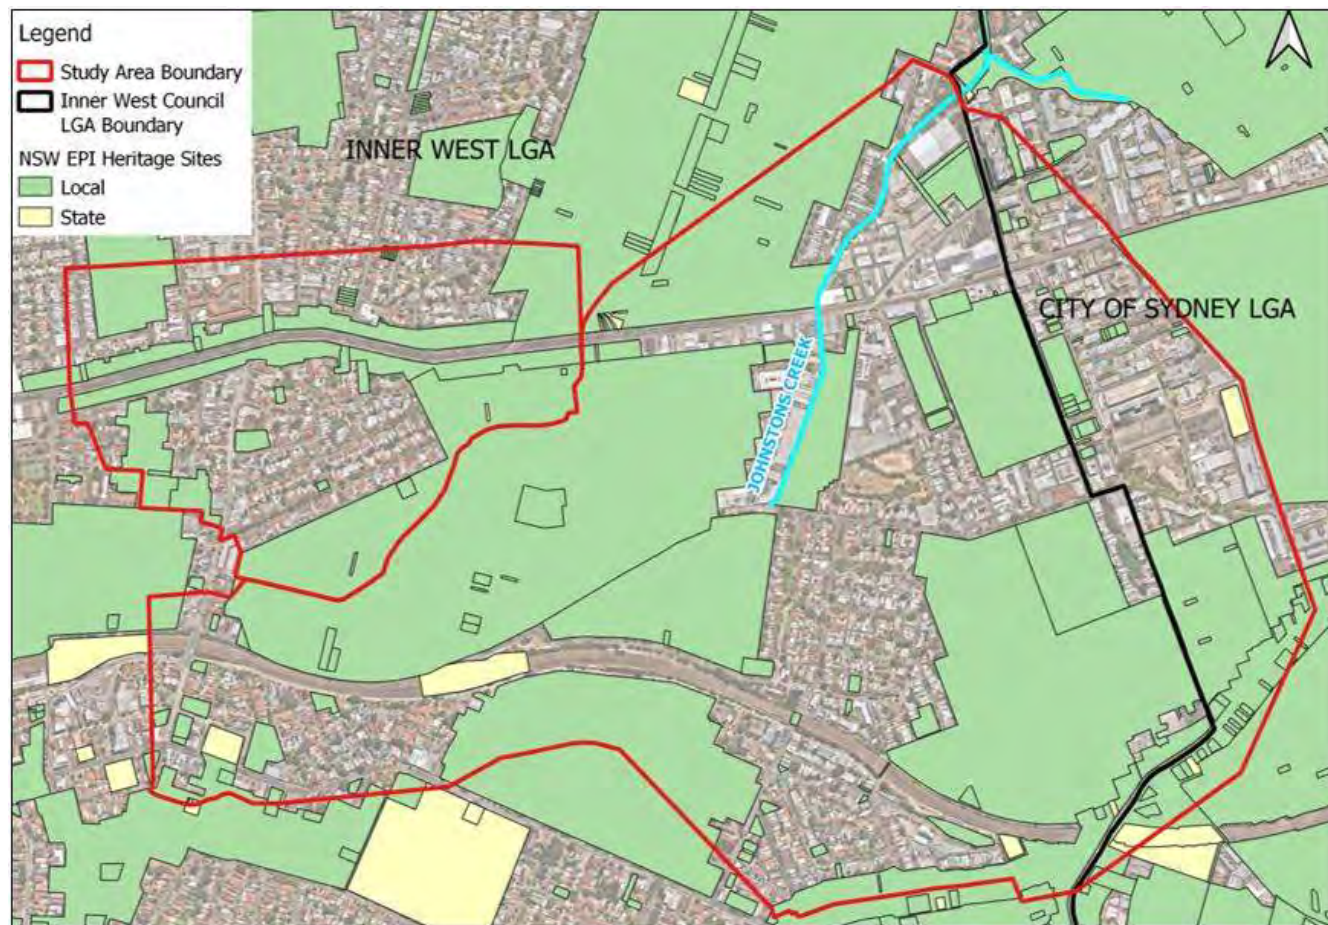 Legend
Study Area Boundary
Inner West Council
LGA Boundary
NSW EPI Heritage Sites
Local
State
INNER WEST LGA
CITY OF SYDNEY LGA
JOHNSTONS CREEK